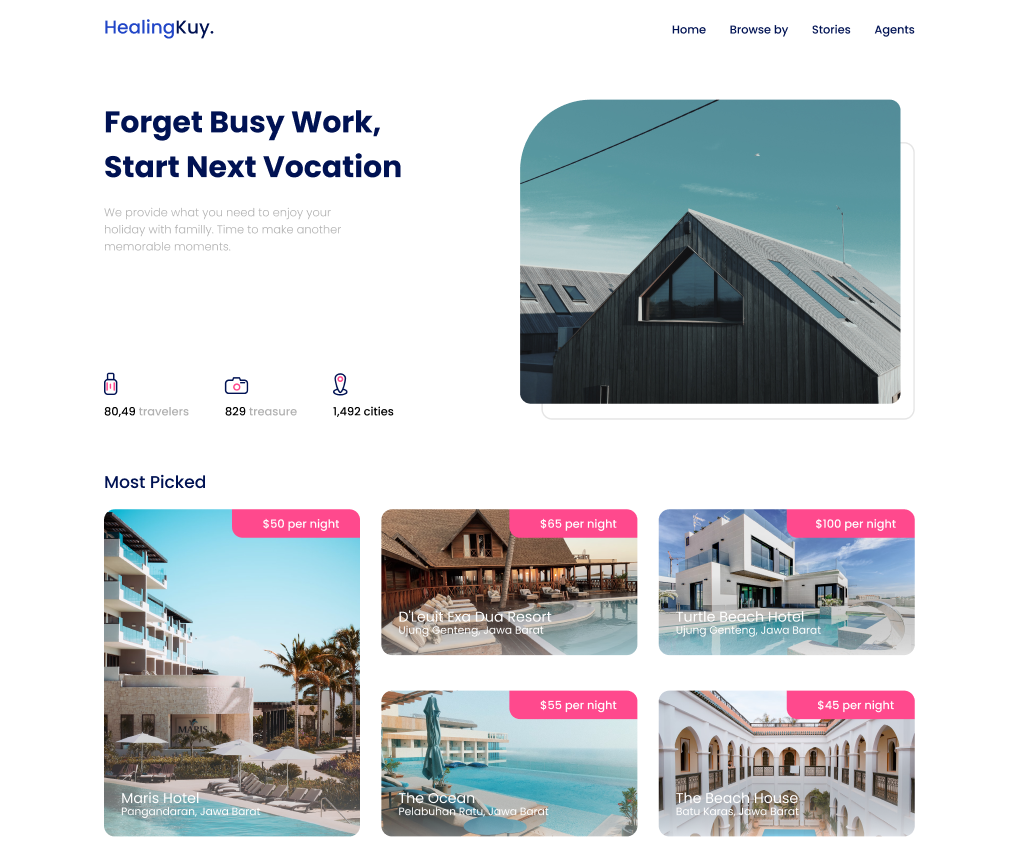 HealingKuy.
Home Browse by Stories Agents
Forget Busy Work,
Start Next Vocation
We provide what you need to enjoy your
holiday with familly. Time to make another
memorable moments.
80,49 travelers
829 treasure
1,492 cities
Most Picked
$50 per night
MARIS
Maris Hotel
Pangandaran, Jawa Barat
$65 per night
D'Leuit Exa Dua Resort
Ujung Genteng, Jawa Barat
$100 per night
Turtle Beach Hotel
Ujung Genteng, Jawa Barat
$55 per night
The Ocean
Pelabuhan Ratu, Jawa Barat
$45 per night
The Beach House
Batu Karas, Jawa Barat